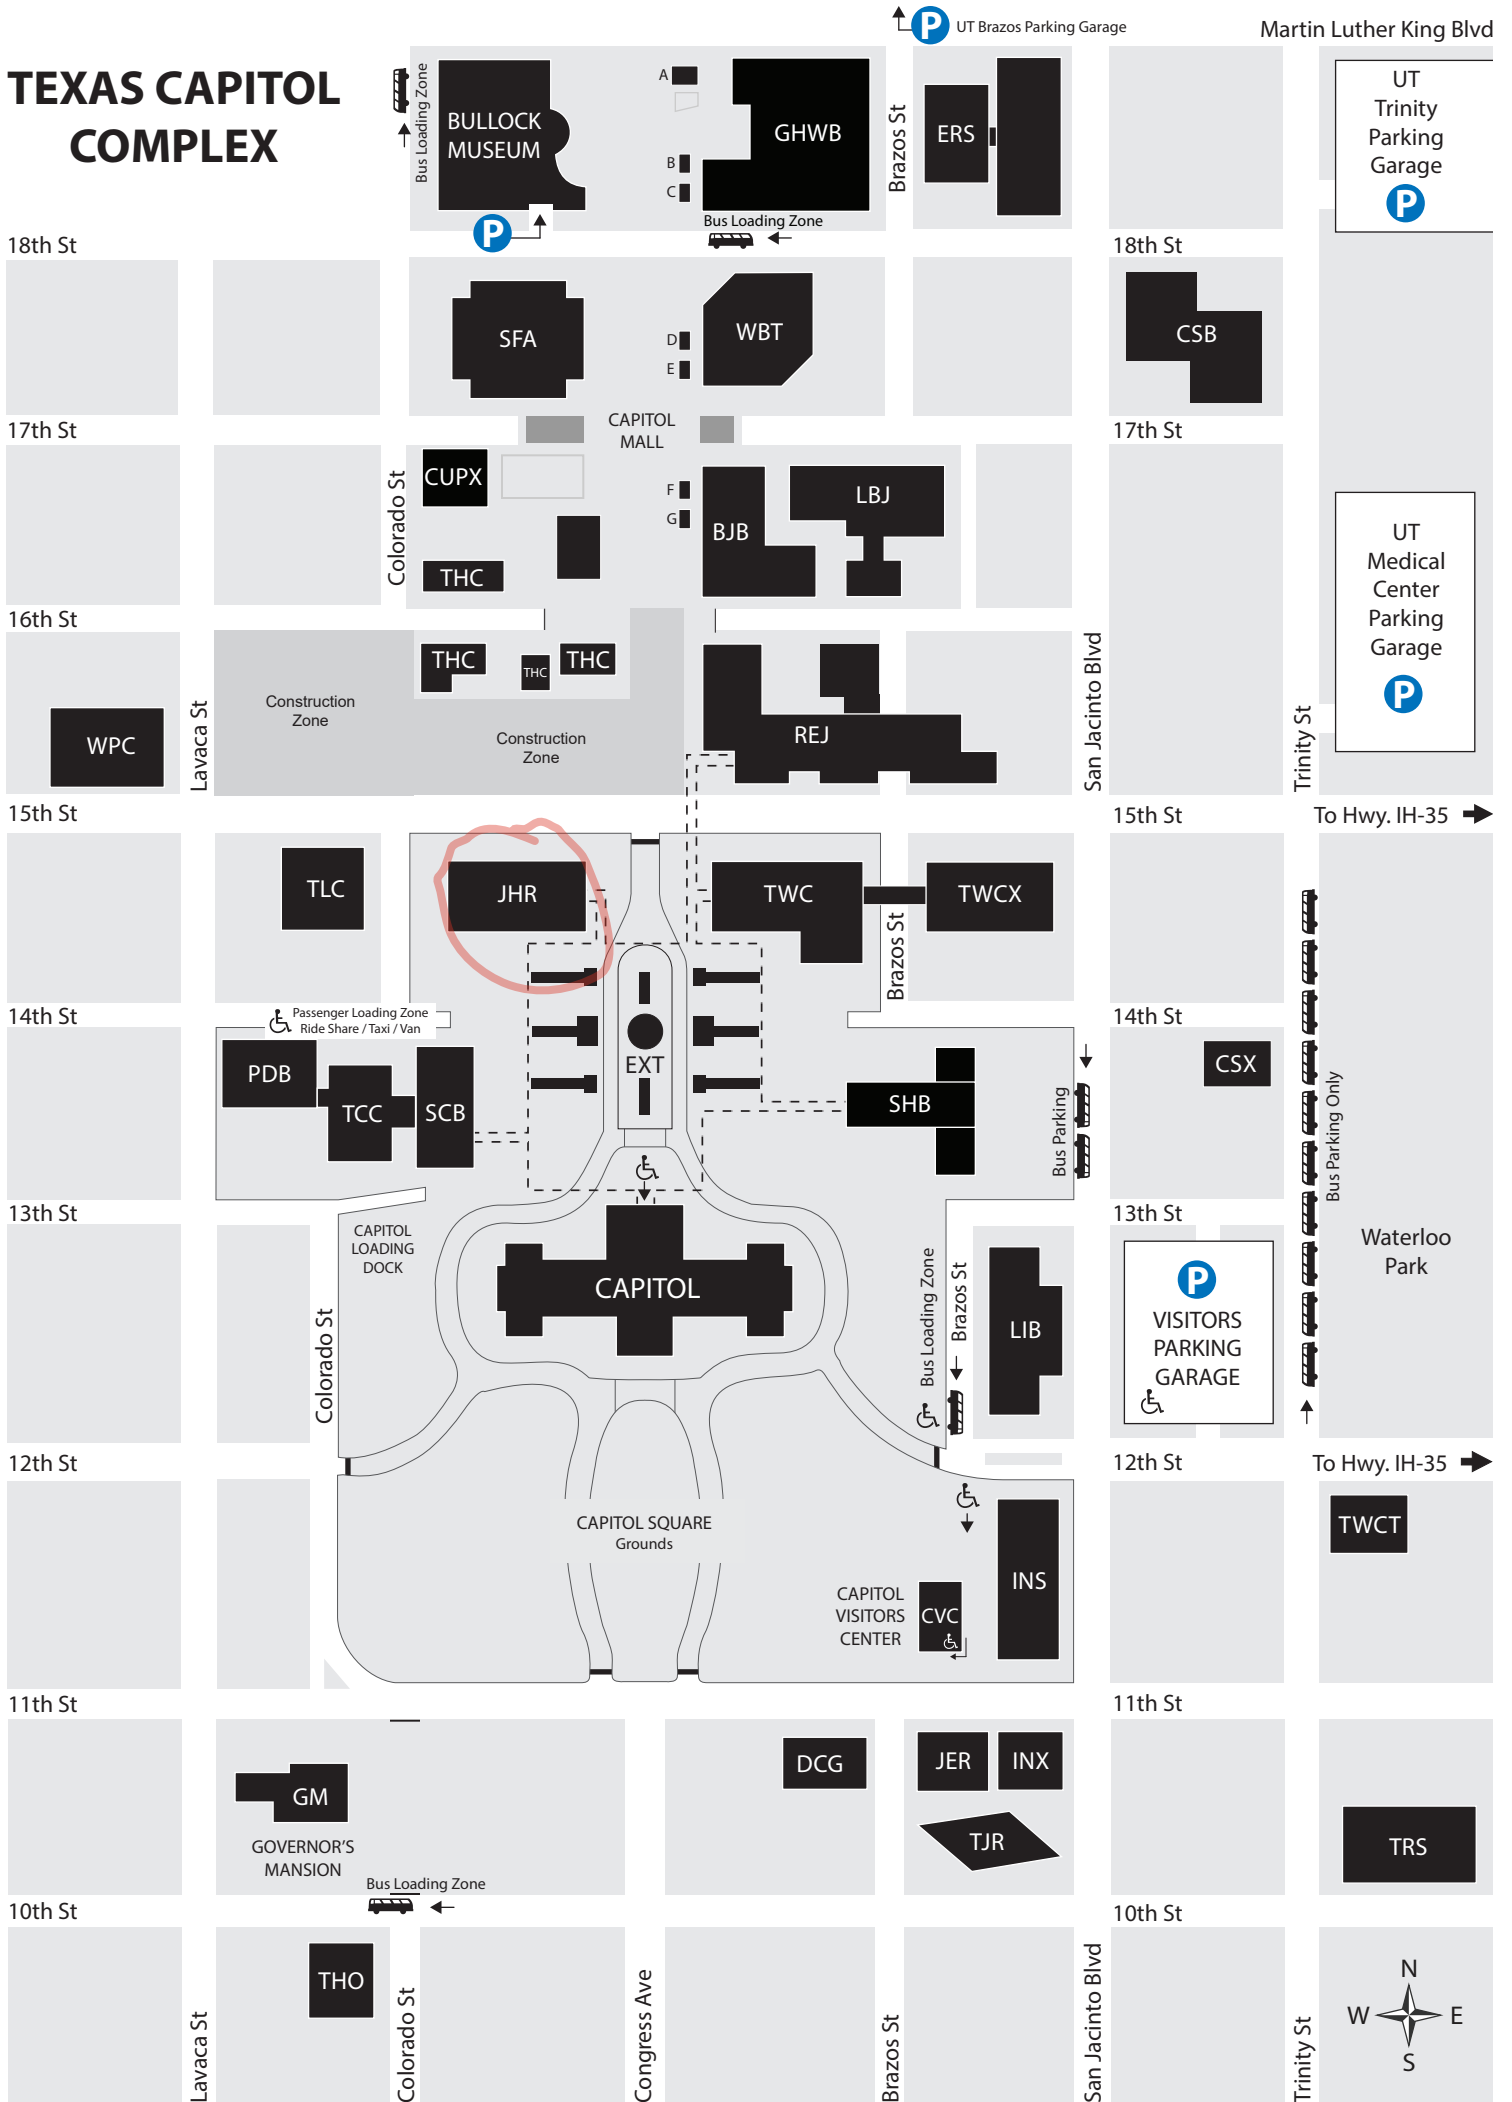 TEXAS CAPITOL
COMPLEX
UT Brazos Parking Garage
P
Martin Luther King Blvd
Bus Loading Zone
BULLOCK
MUSEUM
P
A
B
C
GHWB
Bus Loading Zone
Brazos St
ERS
UT
Trinity
Parking
Garage
P
18th St
18th St
SFA
D
E
WBT
CSB
17th St
CAPITOL
MALL
17th St
Colorado St
CUPX
THC
F
G
BJB
LBJ
UT
Medical
Center
Parking
Garage
P
16th St
THC
THC
THC
Construction
Zone
Construction
Zone
WPC
Lavaca St
REJ
San Jacinto Blvd
Trinity St
15th St
15th St
To Hwy. IH-35
TLC
JHR
TWC
Brazos St
TWCX
14th St
Passenger Loading Zone
Ride Share / Taxi / Van
14th St
PDB
TCC
SCB
EXT
SHB
Bus Parking
CSX
Bus Parking Only
13th St
13th St
CAPITOL
LOADING
DOCK
Colorado St
CAPITOL
Bus Loading Zone
Brazos St
LIB
P
VISITORS
PARKING
GARAGE
Waterloo
Park
12th St
12th St
To Hwy. IH-35
CAPITOL SQUARE
Grounds
CAPITOL
VISITORS
CENTER
CVC
INS
TWCT
11th St
11th St
GM
GOVERNOR'S
MANSION
DCG
JER
INX
TJR
TRS
Bus Loading Zone
10th St
10th St
THO
Lavaca St
Colorado St
Congress Ave
Brazos St
San Jacinto Blvd
Trinity St
N
W
E
S